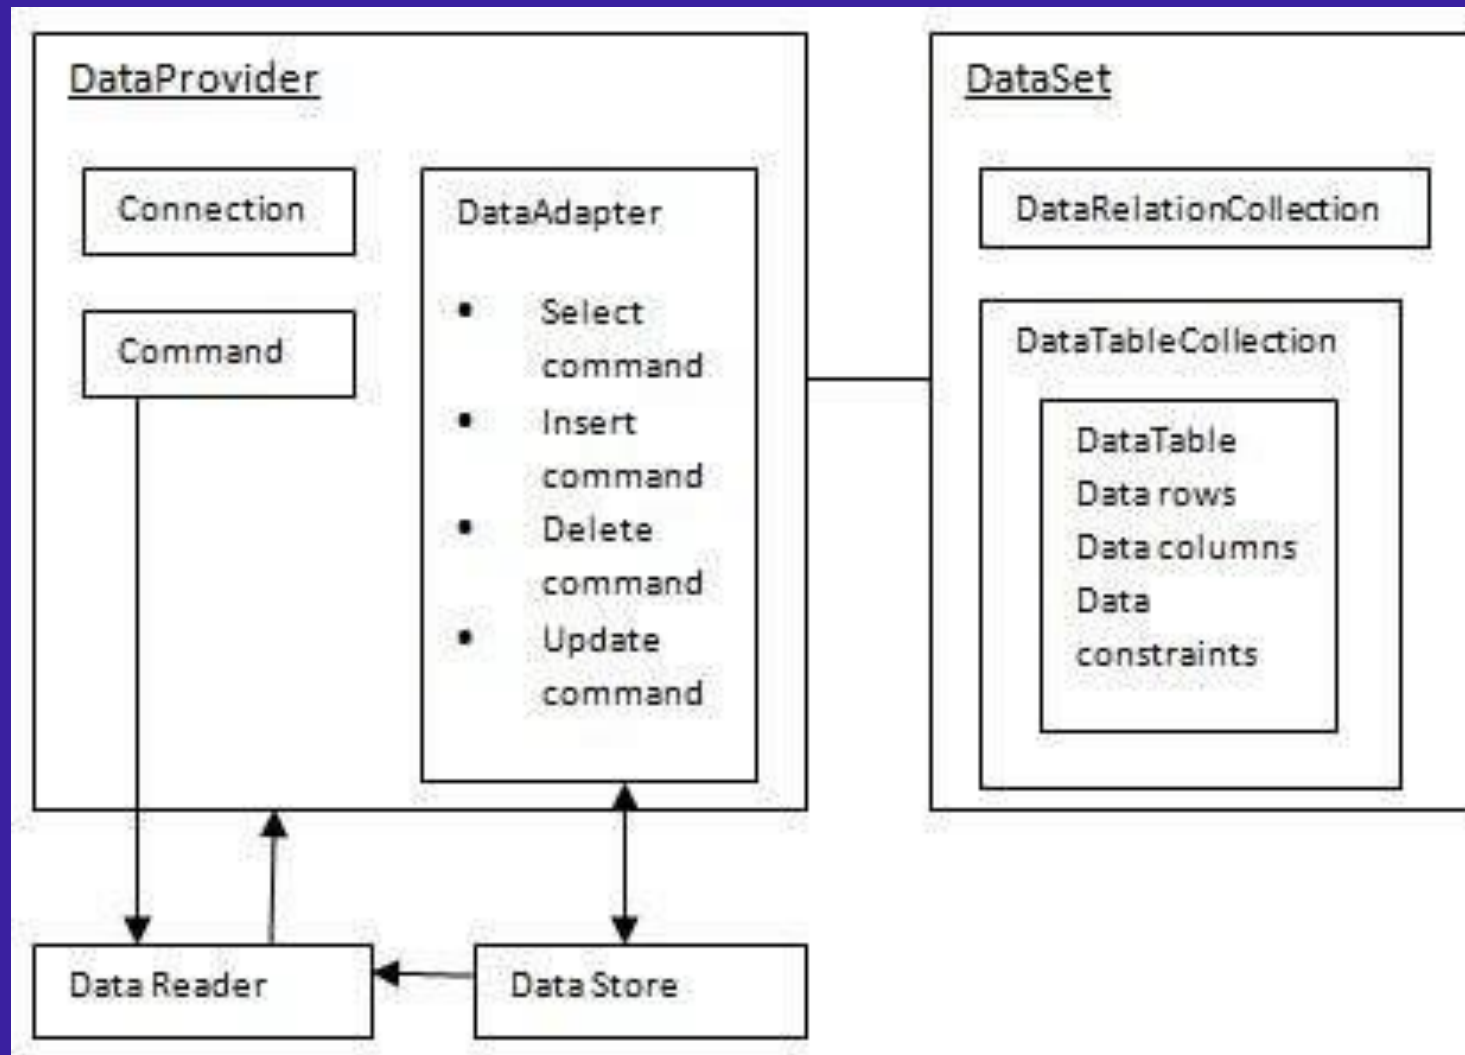 DataProvider
Connection
Command
DataAdapter
• Select
command
• Insert
command
• Delete
command
• Update
command
DataSet
DataRelationCollection
DataTableCollection
DataTable
Data rows
Data columns
Data
constraints
Data Reader
Data Store